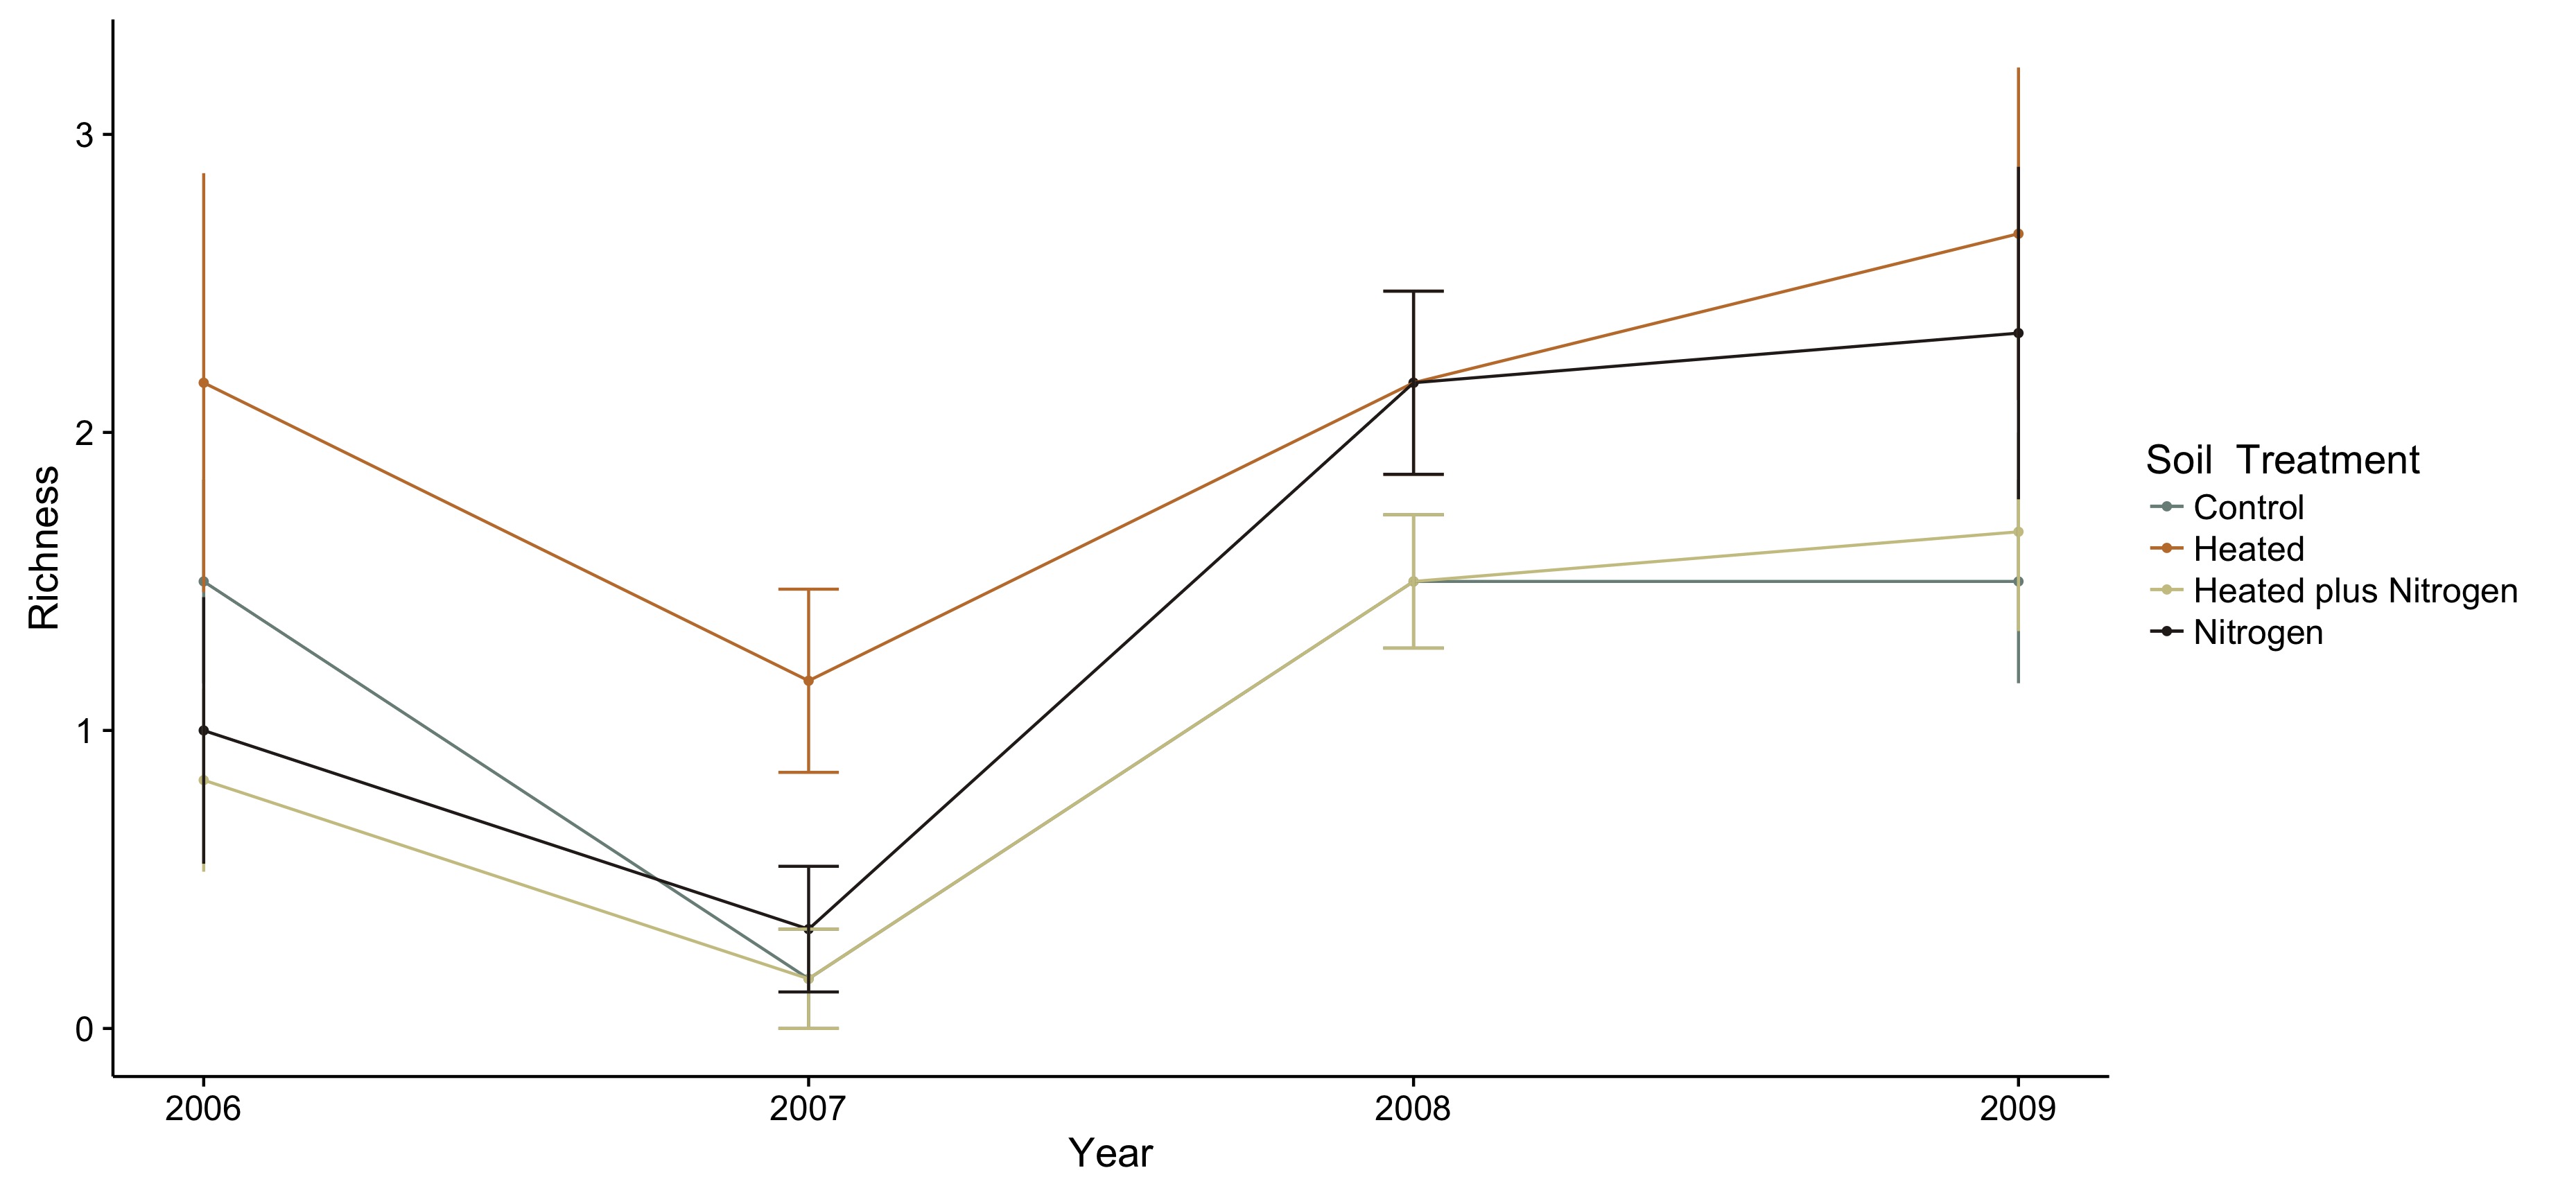 3
2
1
0
Richness
2006 2007 2008 2009
Year
Soil Treatment
Control
Heated
Heated plus Nitrogen
Nitrogen